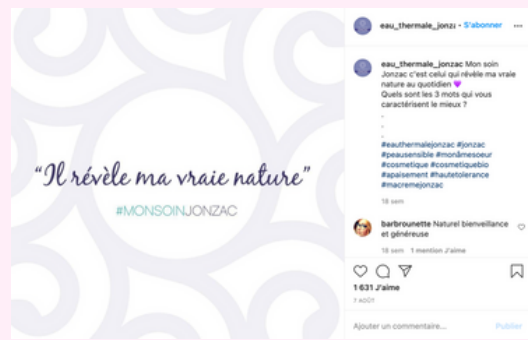 “Il révèle ma vraie nature”
#MONSOINJONZAC
eau_thermale_jonz: • S'abonner ...
eau_thermale_jonzac Mon soin
Jonzac c'est celui qui révèle ma vraie
nature au quotidien 💜
Quels sont les 3 mots qui vous
caractérisent le mieux ?
.
.
.
#eauthermalejonzac #jonzac
#peausensible #monâmesoeur
#cosmetique #cosmetiquebio
#apaisement #hautetolerance
#macremejonzac
18 sem
barbrounette Naturel bienveillance
et généreuse
18 sem 1 mention J'aime
1 631 J'aime
7 AOÛT
Ajouter un commentaire... Publier